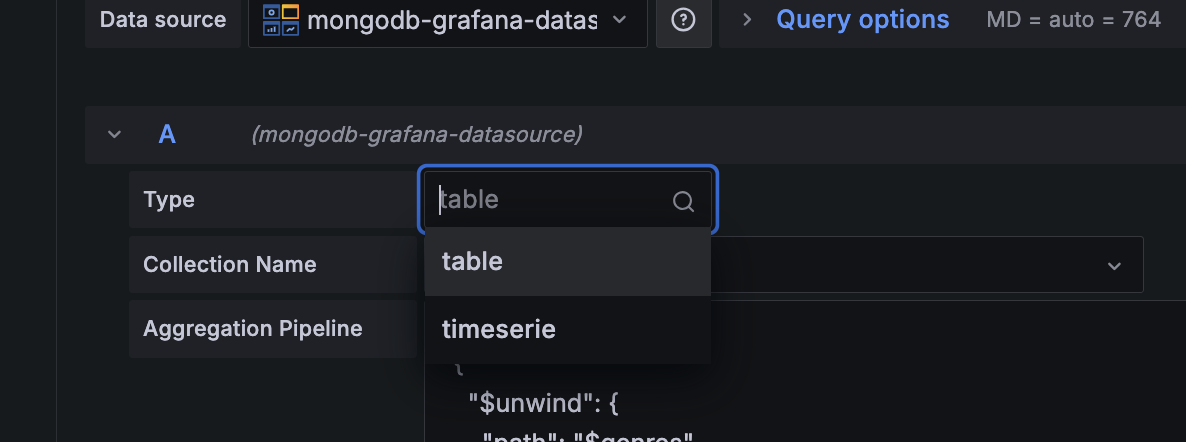 Data source mongodb-grafana-datas Query options MD = auto = 764
A (mongodb-grafana-datasource)
Type table
table
Collection Name
timeserie
Aggregation Pipeline
{
"$unwind": {
"path": "$genres"